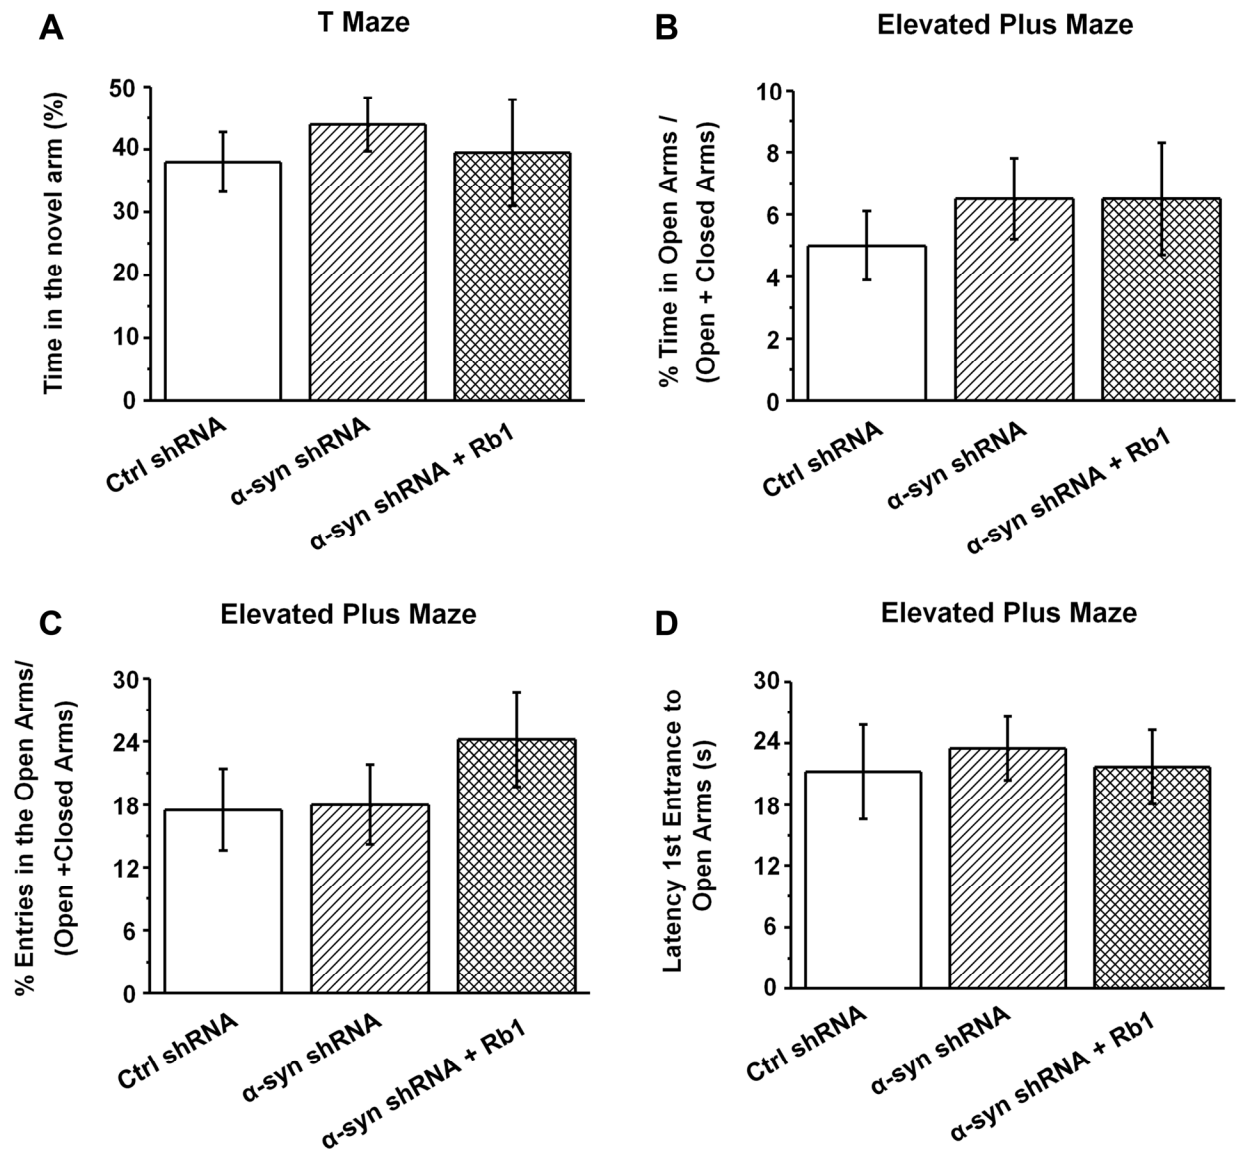 A
T Maze
Time in the novel arm (%)
50
40
30
20
10
0
Ctrl shRNA
α-syn shRNA
α-syn shRNA + Rb1
B
Elevated Plus Maze
% Time in Open Arms /
(Open + Closed Arms)
10
8
6
4
2
0
Ctrl shRNA
α-syn shRNA
α-syn shRNA + Rb1
C
Elevated Plus Maze
% Entries in the Open Arms/
(Open +Closed Arms)
30
24
18
12
6
0
Ctrl shRNA
α-syn shRNA
α-syn shRNA + Rb1
D
Elevated Plus Maze
Latency 1st Entrance to
Open Arms (s)
30
24
18
12
6
0
Ctrl shRNA
α-syn shRNA
α-syn shRNA + Rb1